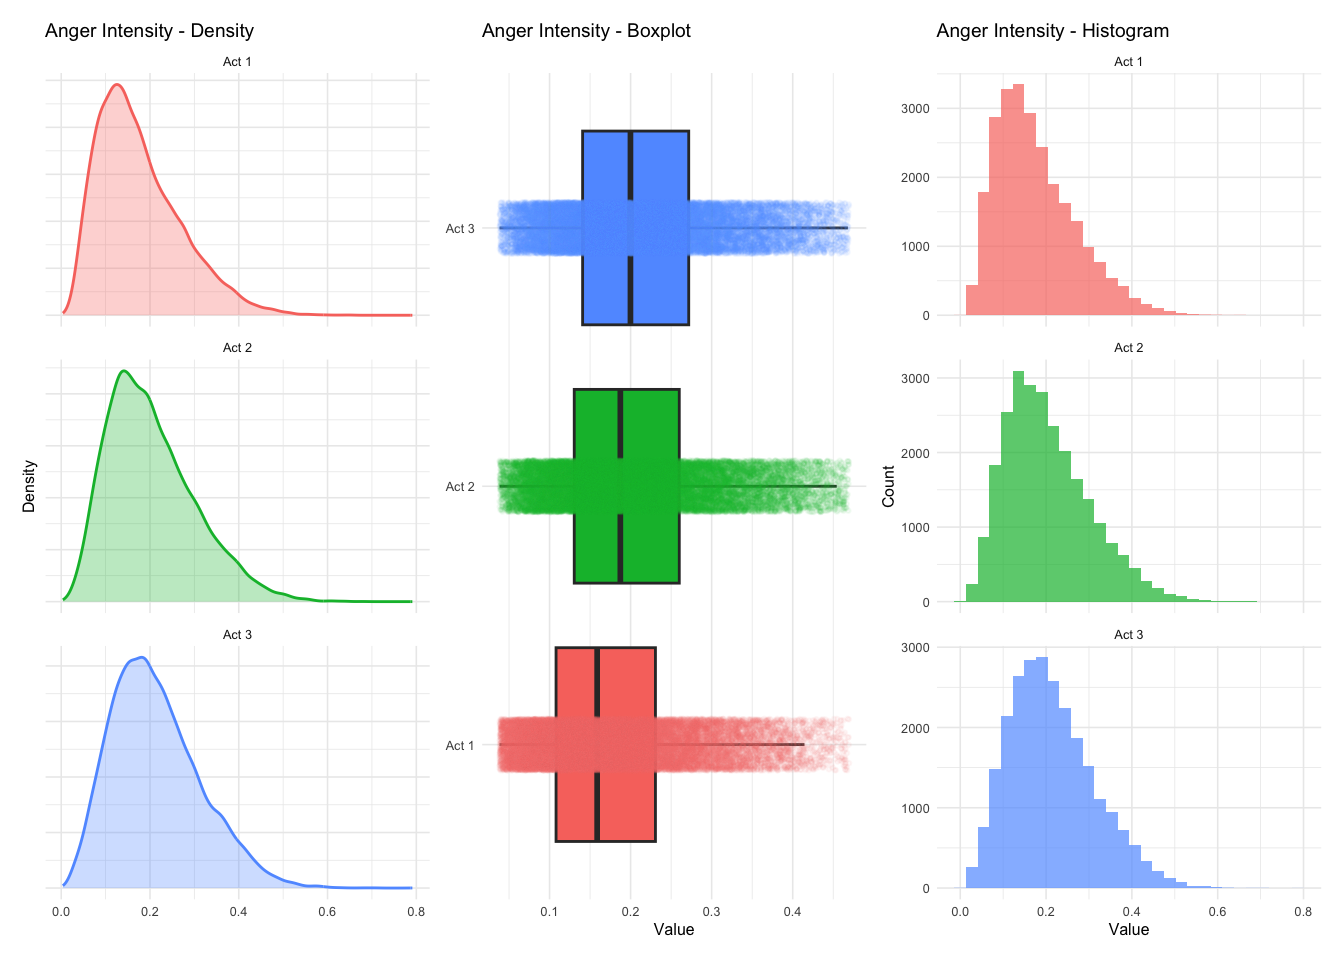 Anger Intensity - Density
Act 1
Act 2
Act 3
Density
0.0 0.2 0.4 0.6 0.8
Anger Intensity - Boxplot
Act 3
Act 2
Act 1
0.1 0.2 0.3 0.4
Value
Anger Intensity - Histogram
Act 1
3000
2000
1000
0
Act 2
3000
2000
1000
0
Act 3
3000
2000
1000
0
Count
0.0 0.2 0.4 0.6 0.8
Value